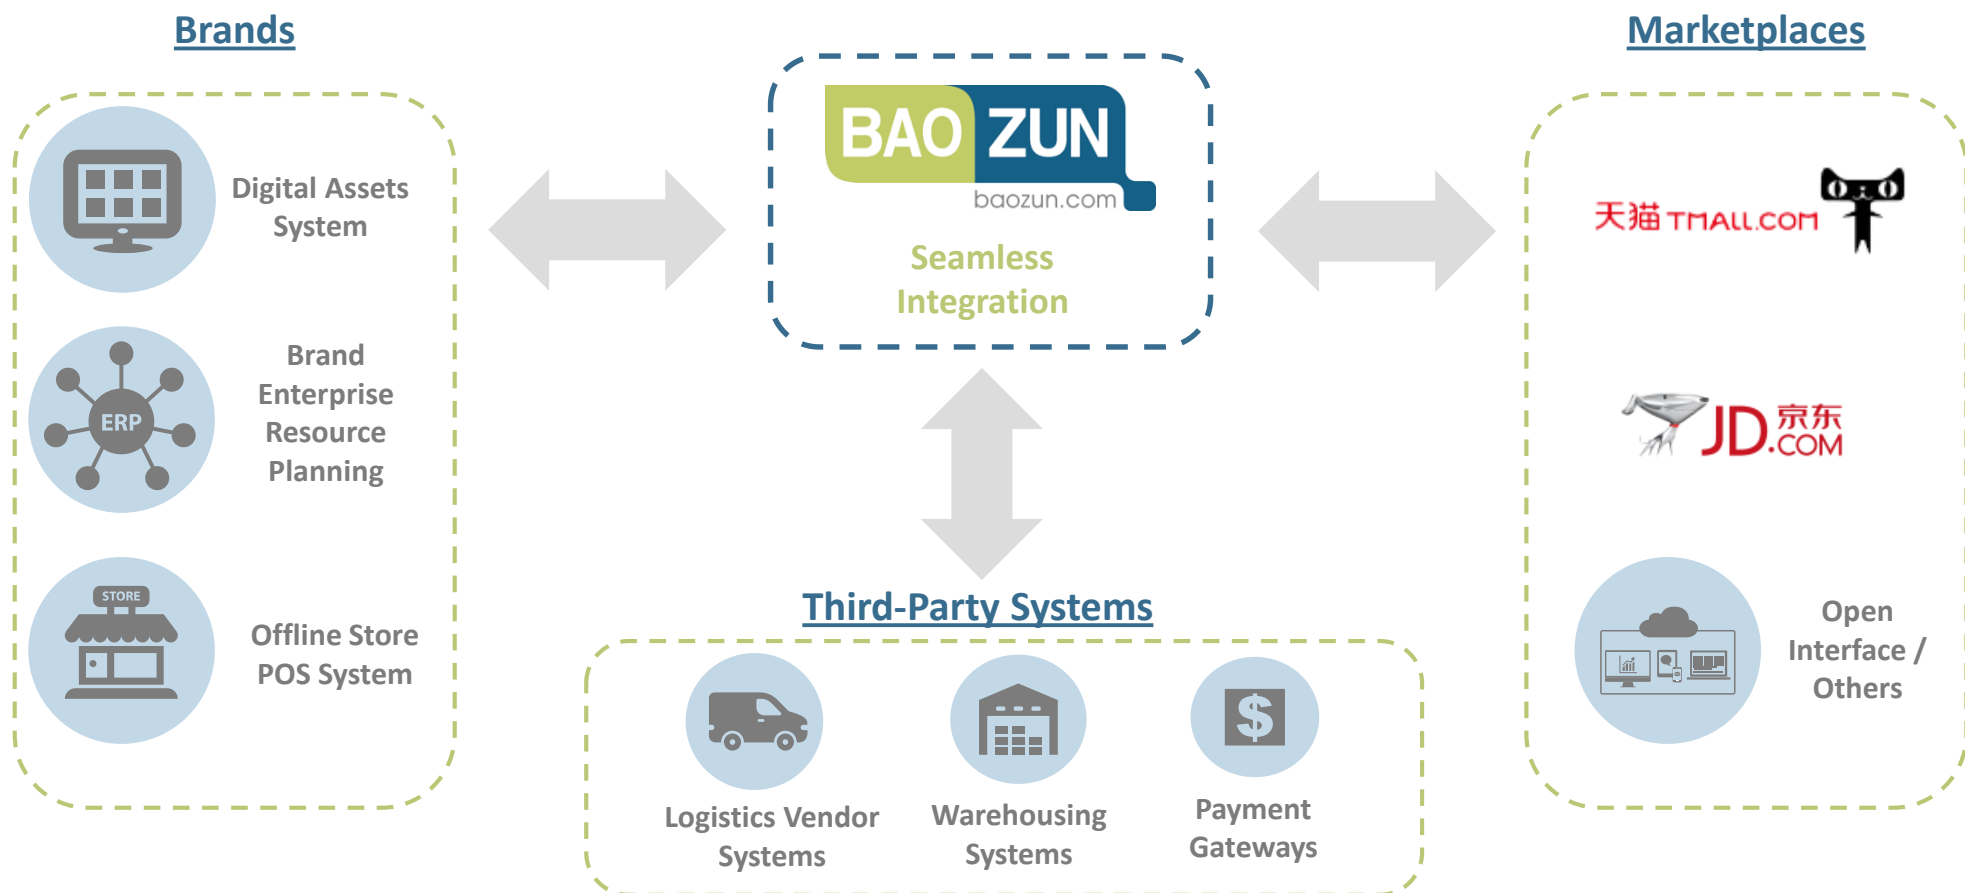 Brands
Digital Assets
System
ERP
Brand
Enterprise
Resource
Planning
STORE
Offline Store
POS System
BAO ZUN
baozun.com
Seamless
Integration
Third-Party Systems
Logistics Vendor
Systems
Warehousing
Systems
$
Payment
Gateways
Marketplaces
天猫 TMALL.COM
JD.京东
COM
Open
Interface /
Others